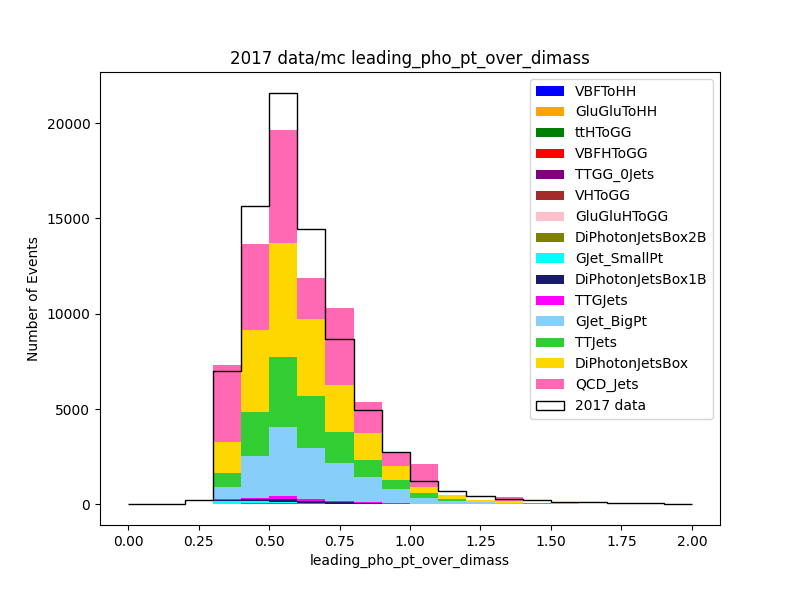 2017 data/mc leading_pho_pt_over_dimass
20000
15000
10000
5000
0
Number of Events
0.00 0.25 0.50 0.75 1.00 1.25 1.50 1.75 2.00
leading_pho_pt_over_dimass
VBFToHH
GluGluToHH
ttHToGG
VBFHToGG
TTGG_0Jets
VHToGG
GluGluHToGG
DiPhotonJetsBox2B
GJet_SmallPt
DiPhotonJetsBox1B
TTGJets
GJet_BigPt
TTJets
DiPhotonJetsBox
QCD_Jets
2017 data